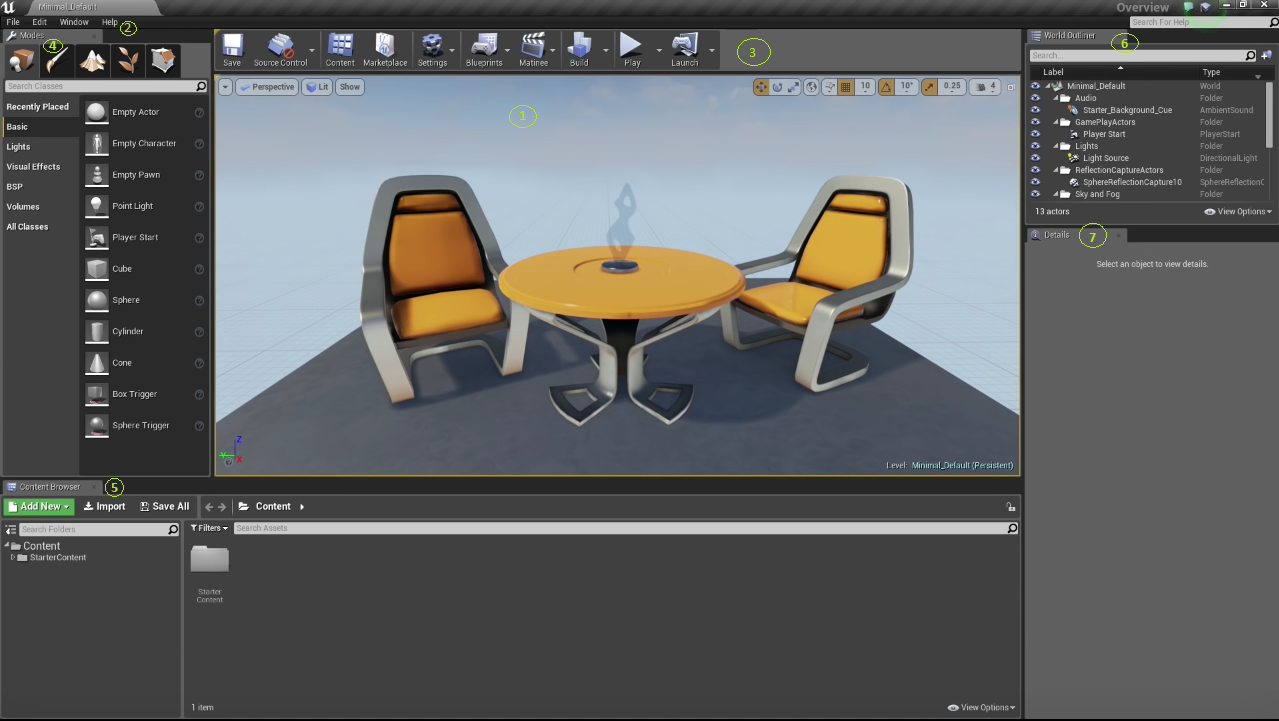 Minimal_Default
Overview
File Edit Window Help 2
Search For Help
Modes 4
Search Classes
Recently Placed
Basic
Lights
Visual Effects
BSP
Volumes
All Classes
Empty Actor
Empty Character
Empty Pawn
Point Light
Player Start
Cube
Sphere
Cylinder
Cone
Box Trigger
Sphere Trigger
Save Source Control Content Marketplace Settings Blueprints Matinee Build Play Launch 3
Perspective Lit Show 10 10° 0.25 4
1
Z
Y X
Level: Minimal_Default (Persistent)
World Outliner 6
Search...
Label Type
Minimal_Default World
Audio Folder
Starter_Background_Cue AmbientSound
GamePlayActors Folder
Player Start PlayerStart
Lights Folder
Light Source DirectionalLight
ReflectionCaptureActors Folder
SphereReflectionCapture10 SphereReflectionC
Sky and Fog Folder
13 actors View Options
Details 7
Select an object to view details.
Content Browser 5
Add New Import Save All Content
Search Folders
Content
StarterContent
Filters Search Assets
Starter
Content
1 item View Options